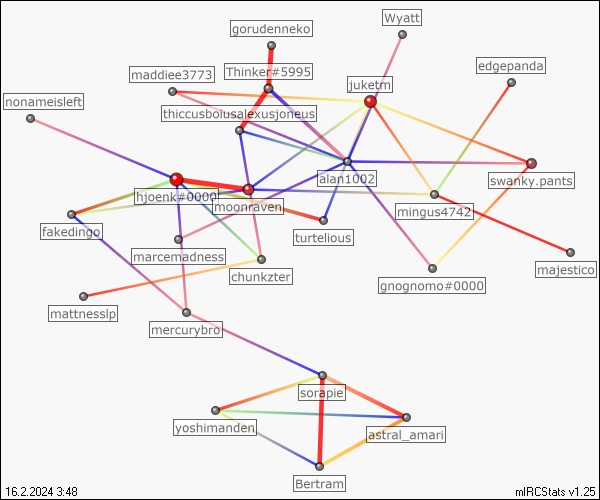 Wyatt
gorudenneko
edgepanda
maddiee3773
Thinker#5995
juketm
nonameisleft
thiccusbousalexusjoneus
alan1002
swanky.pants
hjoenk#0000
moonraven
mingus4742
fakedingo
turtelious
marcemadness
majestico
chunkzter
gnognomo#0000
mattnesslp
mercurybro
sorapie
yoshimanden
astral_amari
Bertram
16.2.2024 3:48
mIRCStats v1.25